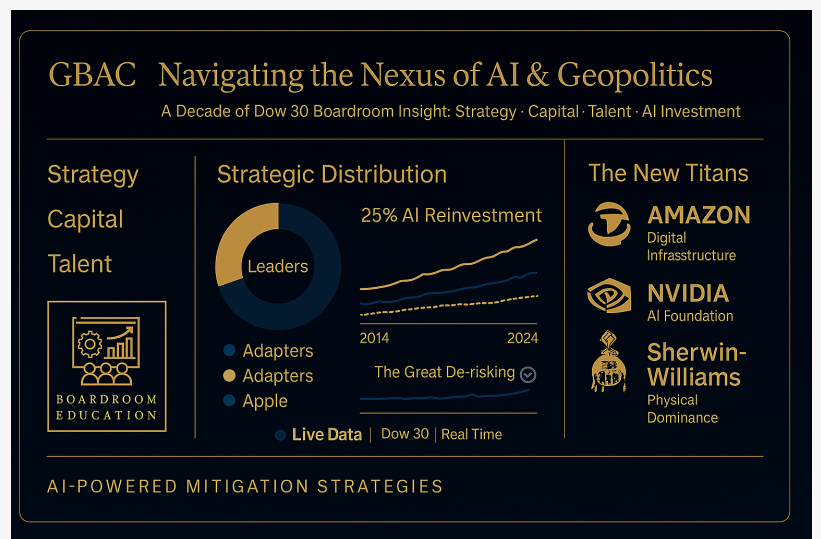 GBAC Navigating the Nexus of AI & Geopolitics
A Decade of Dow 30 Boardroom Insight: Strategy · Capital · Talent · AI Investment
Strategy
Capital
Talent
BOARDROOM
EDUCATION
Strategic Distribution
Leaders
Adapters
Adapters
Apple
25% AI Reinvestment
2014 2024
The Great De-risking
Live Data | Dow 30 | Real Time
The New Titans
AMAZON
Digital
Infrasstructure
NVIDIA
AI Foundation
Sherwin-
Williams
Physical
Dominance
AI-POWERED MITIGATION STRATEGIES